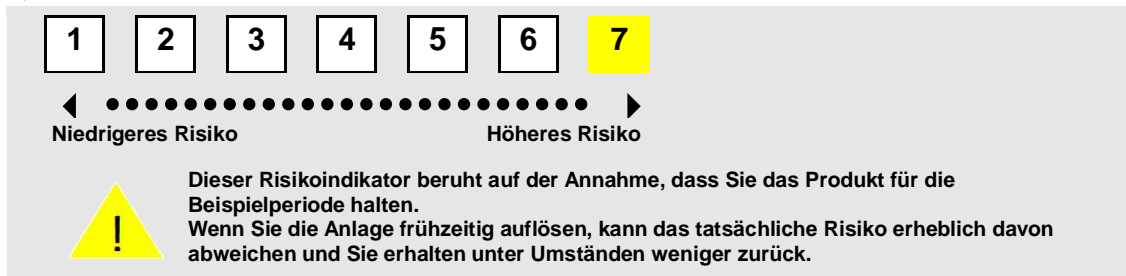 1 2 3 4 5 6 7
Niedrigeres Risiko Höheres Risiko
Dieser Risikoindikator beruht auf der Annahme, dass Sie das Produkt für die
Beispielperiode halten.
Wenn Sie die Anlage frühzeitig auflösen, kann das tatsächliche Risiko erheblich davon
abweichen und Sie erhalten unter Umständen weniger zurück.
!